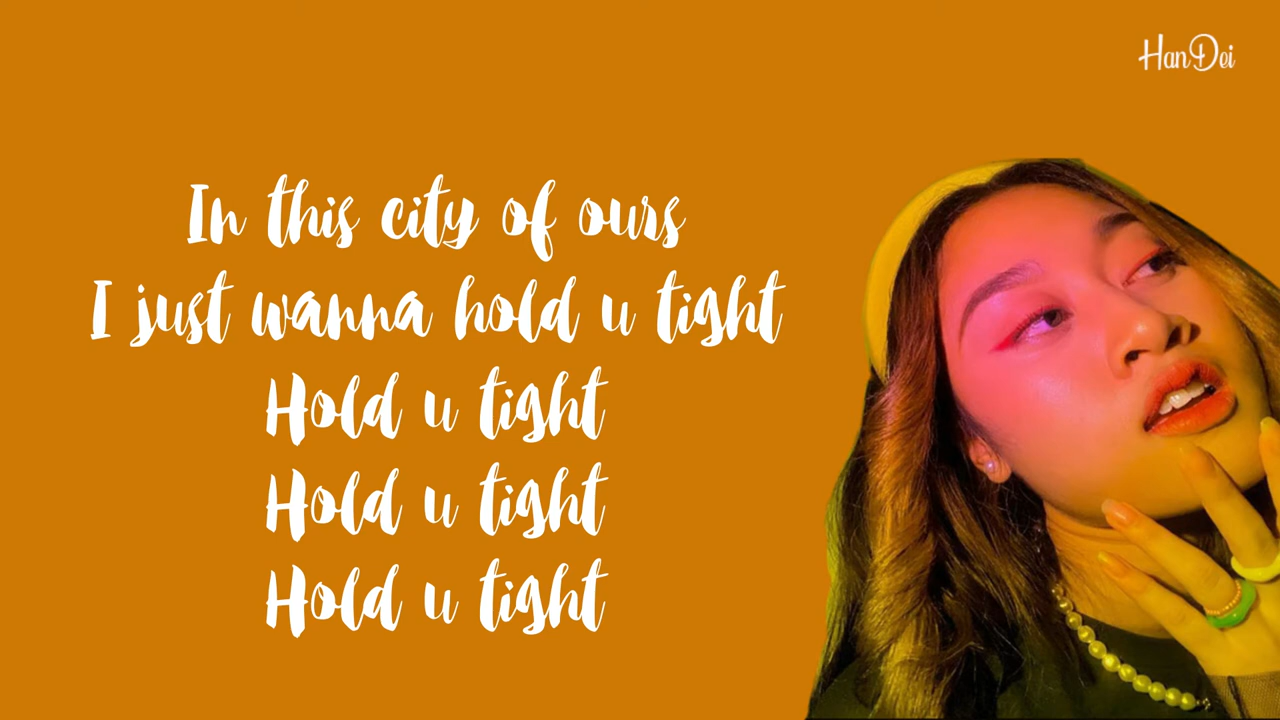 HanDei
In this city of ours
I just wanna hold u tight
Hold u tight
Hold u tight
Hold u tight